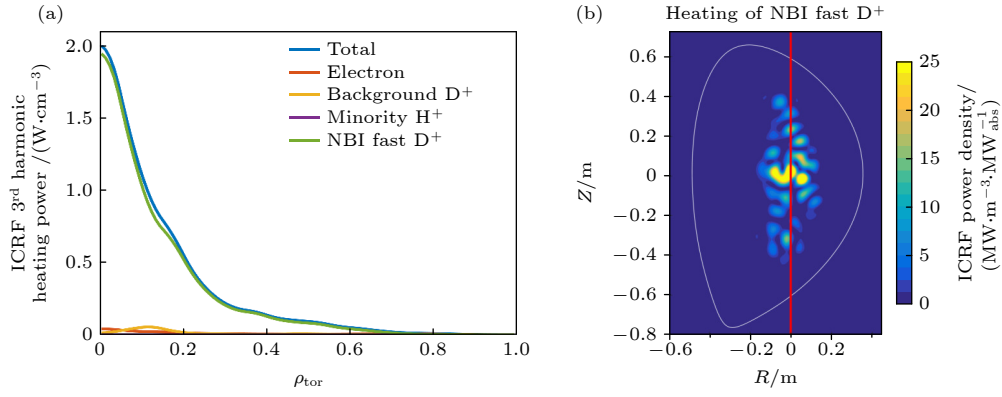 (a)
2.0
1.5
1.0
0.5
0
0
0.2
0.4
0.6
0.8
1.0
ρtor
ICRF 3rd harmonic
heating power /(W·cm−3)
Total
Electron
Background D+
Minority H+
NBI fast D+
(b)
Heating of NBI fast D+
0.6
0.4
0.2
0
−0.2
−0.4
−0.6
−0.8
−0.6
−0.2
0
0.2
0.4
Z/m
R/m
25
20
15
10
5
0
ICRF power density/
(MW·m−3·MW−1abs)